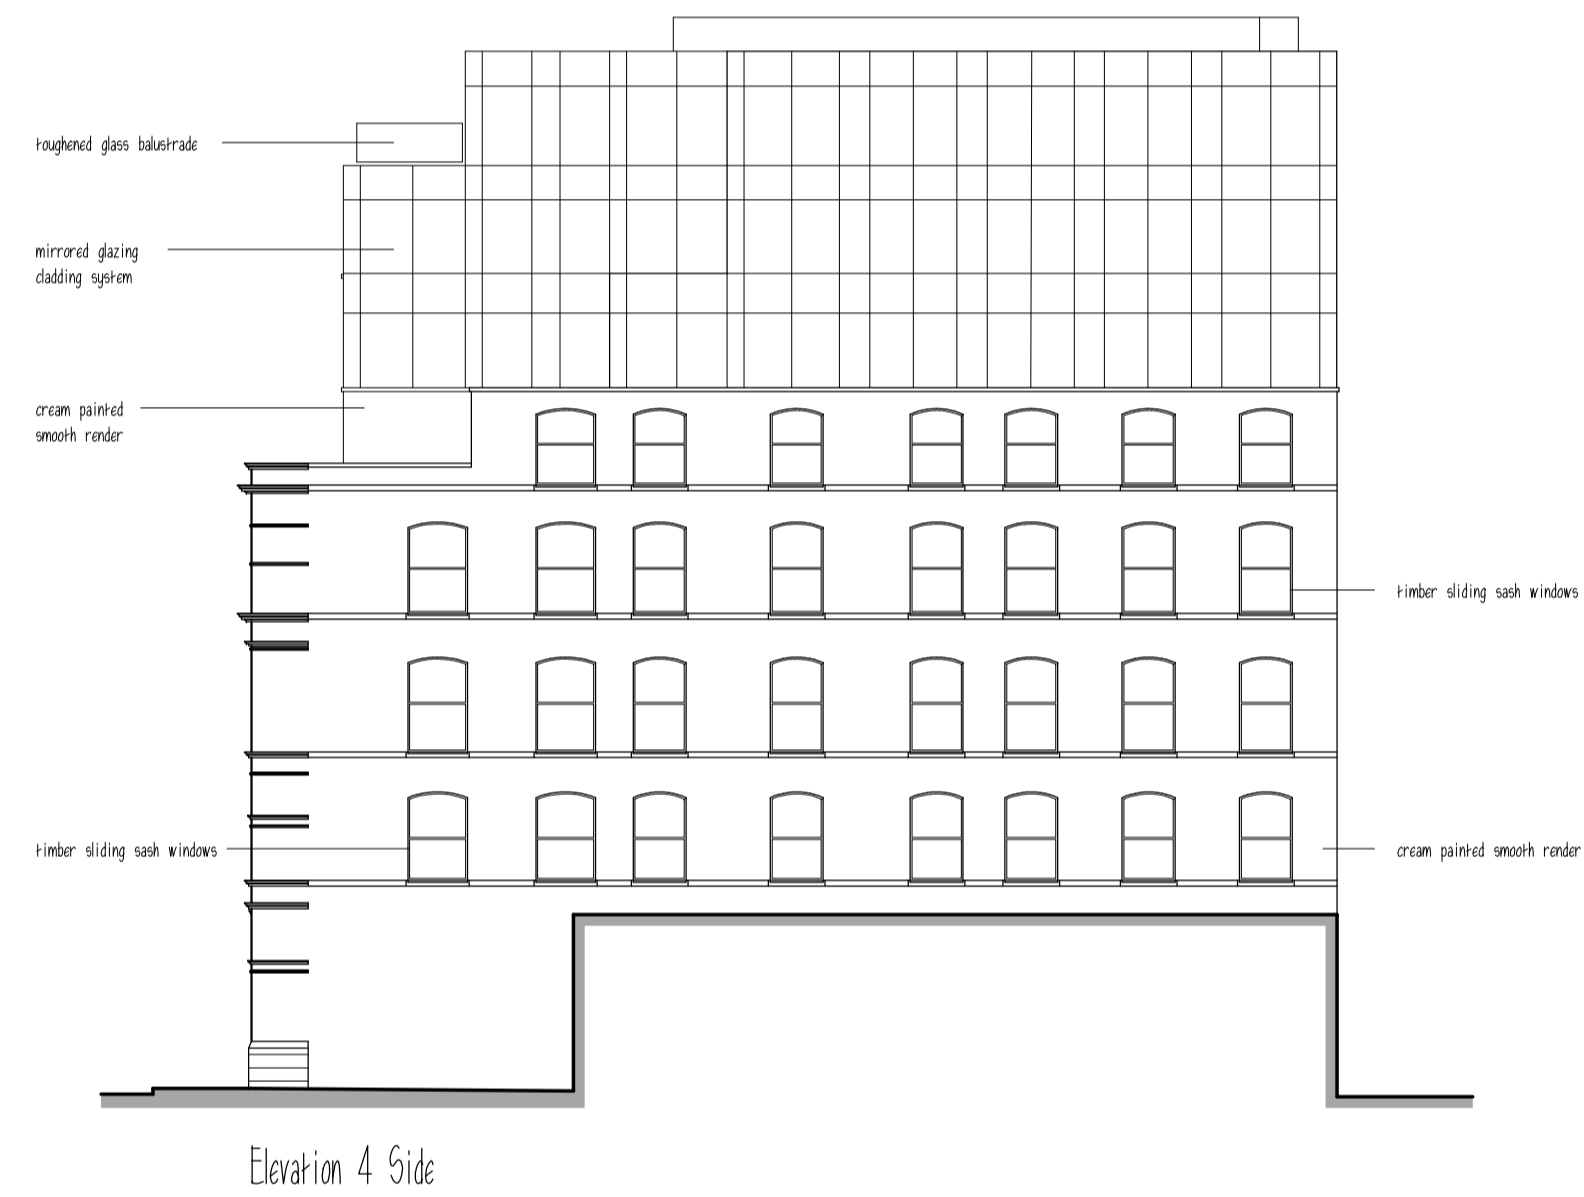 toughened glass balustrade
mirrored glazing
cladding system
cream painted
smooth render
timber sliding sash windows
timber sliding sash windows
cream painted smooth render
Elevation 4 Side